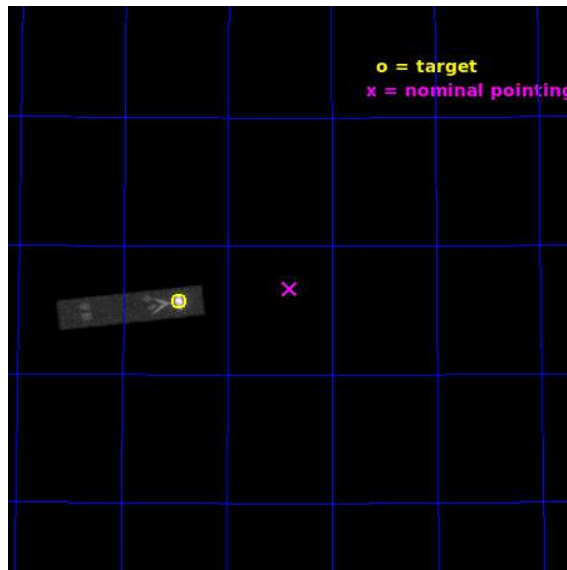 o = target
x = nominal pointing